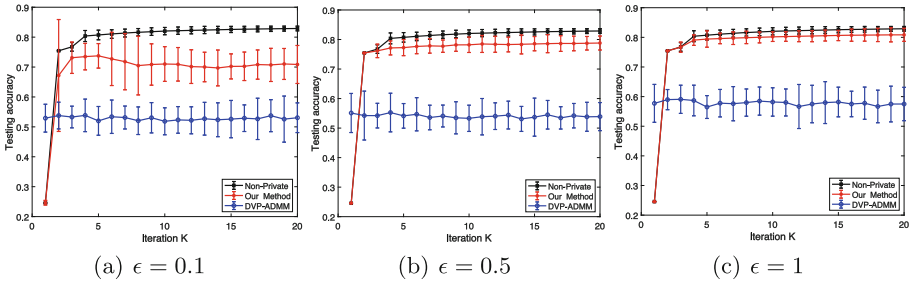 0.9
0.8
0.7
0.6
0.5
0.4
0.3
0.2
Testing accuracy
0
5
10
15
20
Iteration K
Non-Private
Our Method
DVP-ADMM
(a) ϵ = 0.1
0.9
0.8
0.7
0.6
0.5
0.4
0.3
0.2
Testing accuracy
0
5
10
15
20
Iteration K
Non-Private
Our Method
DVP-ADMM
(b) ϵ = 0.5
0.9
0.8
0.7
0.6
0.5
0.4
0.3
0.2
Testing accuracy
0
5
10
15
20
Iteration K
Non-Private
Our Method
DVP-ADMM
(c) ϵ = 1